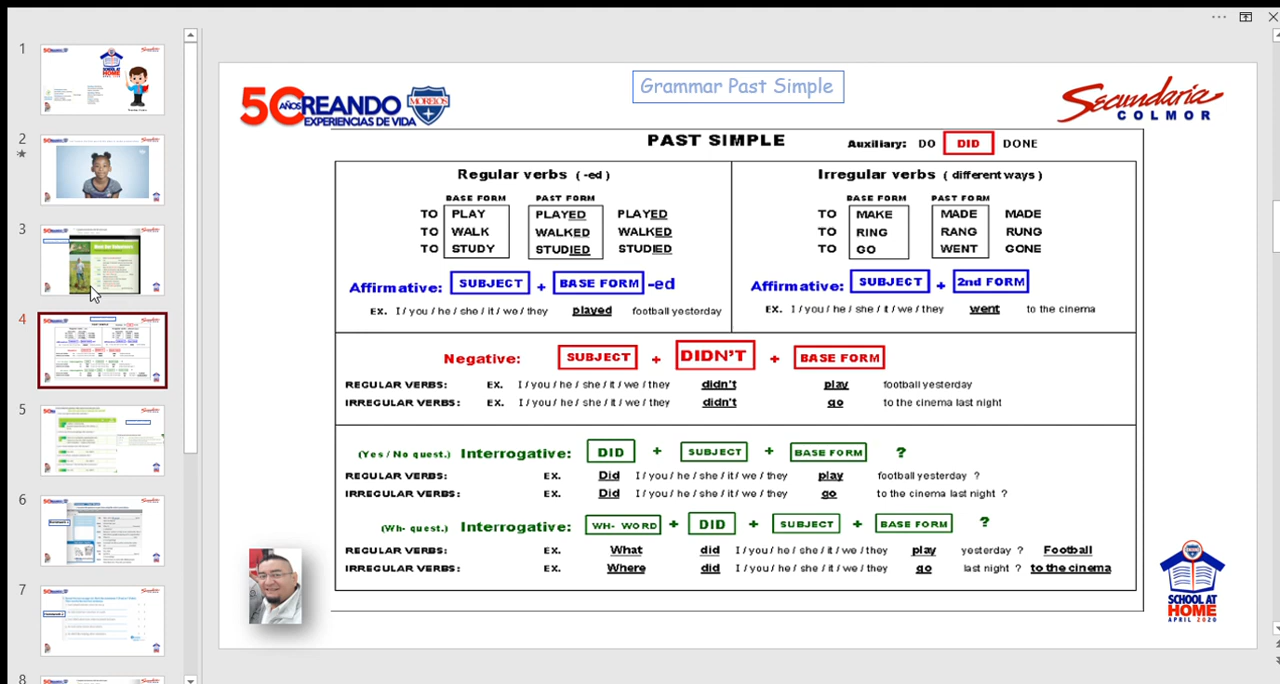 1
2
3
4
5
6
7
8
Grammar Past Simple
50 AÑOS CREANDO
EXPERIENCIAS DE VIDA
MORELOS
Secundaria
COLMOR
PAST SIMPLE Auxiliary: DO DID DONE
Regular verbs ( -ed )
BASE FORM PAST FORM
TO PLAY PLAYED PLAYED
TO WALK WALKED WALKED
TO STUDY STUDIED STUDIED
Affirmative: SUBJECT + BASE FORM -ed
EX. I / you / he / she / it / we / they played football yesterday
Irregular verbs ( different ways )
BASE FORM PAST FORM
TO MAKE MADE MADE
TO RING RANG RUNG
TO GO WENT GONE
Affirmative: SUBJECT + 2nd FORM
EX. I / you / he / she / it / we / they went to the cinema
Negative: SUBJECT + DIDN'T + BASE FORM
REGULAR VERBS: EX. I / you / he / she / it / we / they didn't play football yesterday
IRREGULAR VERBS: EX. I / you / he / she / it / we / they didn't go to the cinema last night
(Yes / No quest.) Interrogative: DID + SUBJECT + BASE FORM ?
REGULAR VERBS: EX. Did I / you / he / she / it / we / they play football yesterday ?
IRREGULAR VERBS: EX. Did I / you / he / she / it / we / they go to the cinema last night ?
(Wh- quest.) Interrogative: WH- WORD + DID + SUBJECT + BASE FORM ?
REGULAR VERBS: EX. What did I / you / he / she / it / we / they play yesterday ? Football
IRREGULAR VERBS: EX. Where did I / you / he / she / it / we / they go last night ? to the cinema
SCHOOL AT
HOME
APRIL 2020